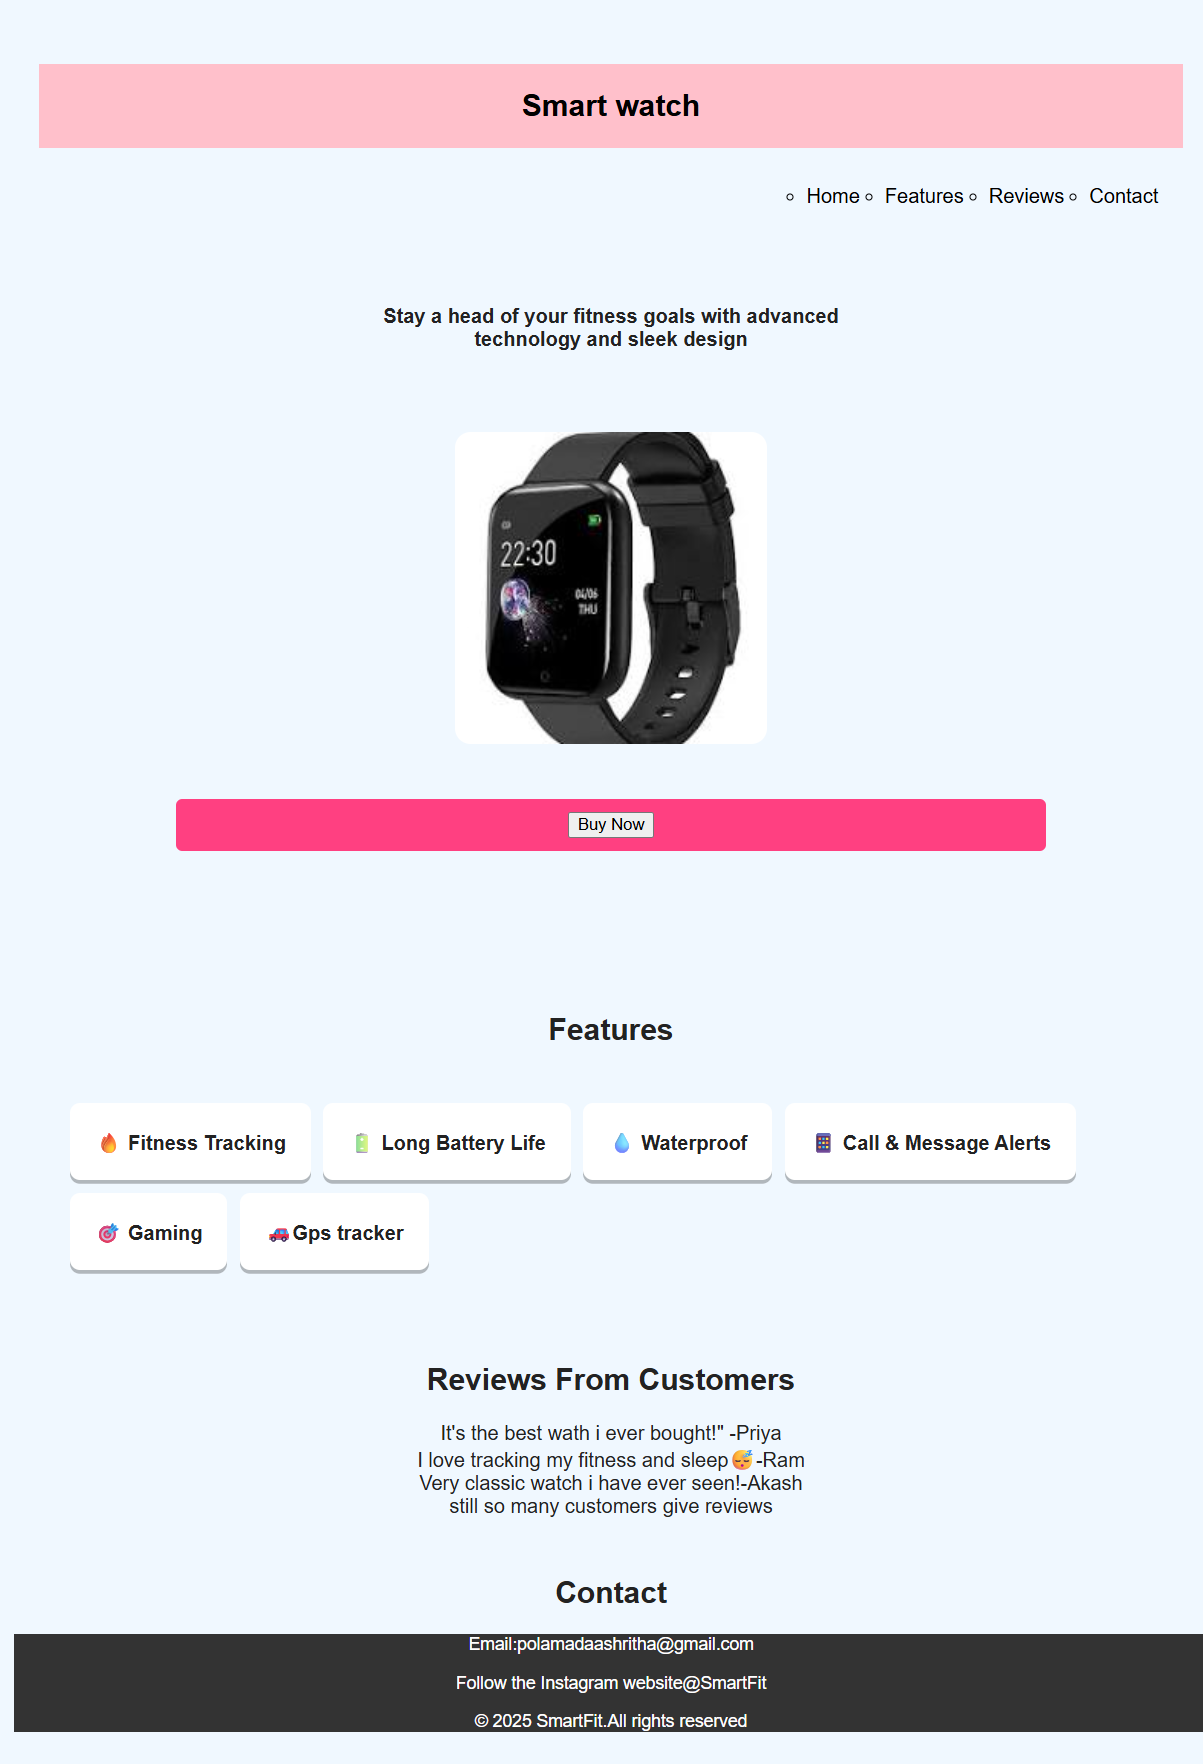 Smart watch
Home Features Reviews Contact
Stay a head of your fitness goals with advanced
technology and sleek design
22:30
04/06
THU
Buy Now
Features
🔥 Fitness Tracking
🔋 Long Battery Life
💧 Waterproof
📱 Call & Message Alerts
🎯 Gaming
🚗Gps tracker
Reviews From Customers
It's the best wath i ever bought!" -Priya
I love tracking my fitness and sleep😴-Ram
Very classic watch i have ever seen!-Akash
still so many customers give reviews
Contact
Email:polamadaashritha@gmail.com
Follow the Instagram website@SmartFit
© 2025 SmartFit.All rights reserved